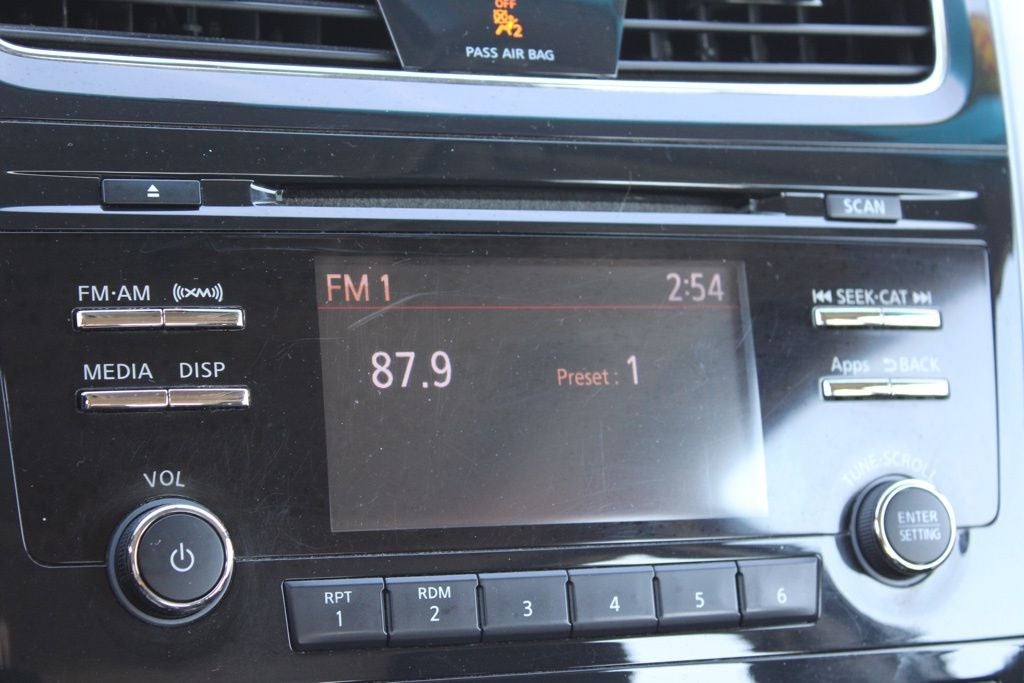 OFF
2
PASS AIR BAG
SCAN
FM·AM
((XM))
FM 1
2:54
SEEK·CAT
87.9
Preset : 1
MEDIA
DISP
Apps
BACK
VOL
TUNE·SCROLL
ENTER
SETTING
RPT
1
RDM
2
3
4
5
6